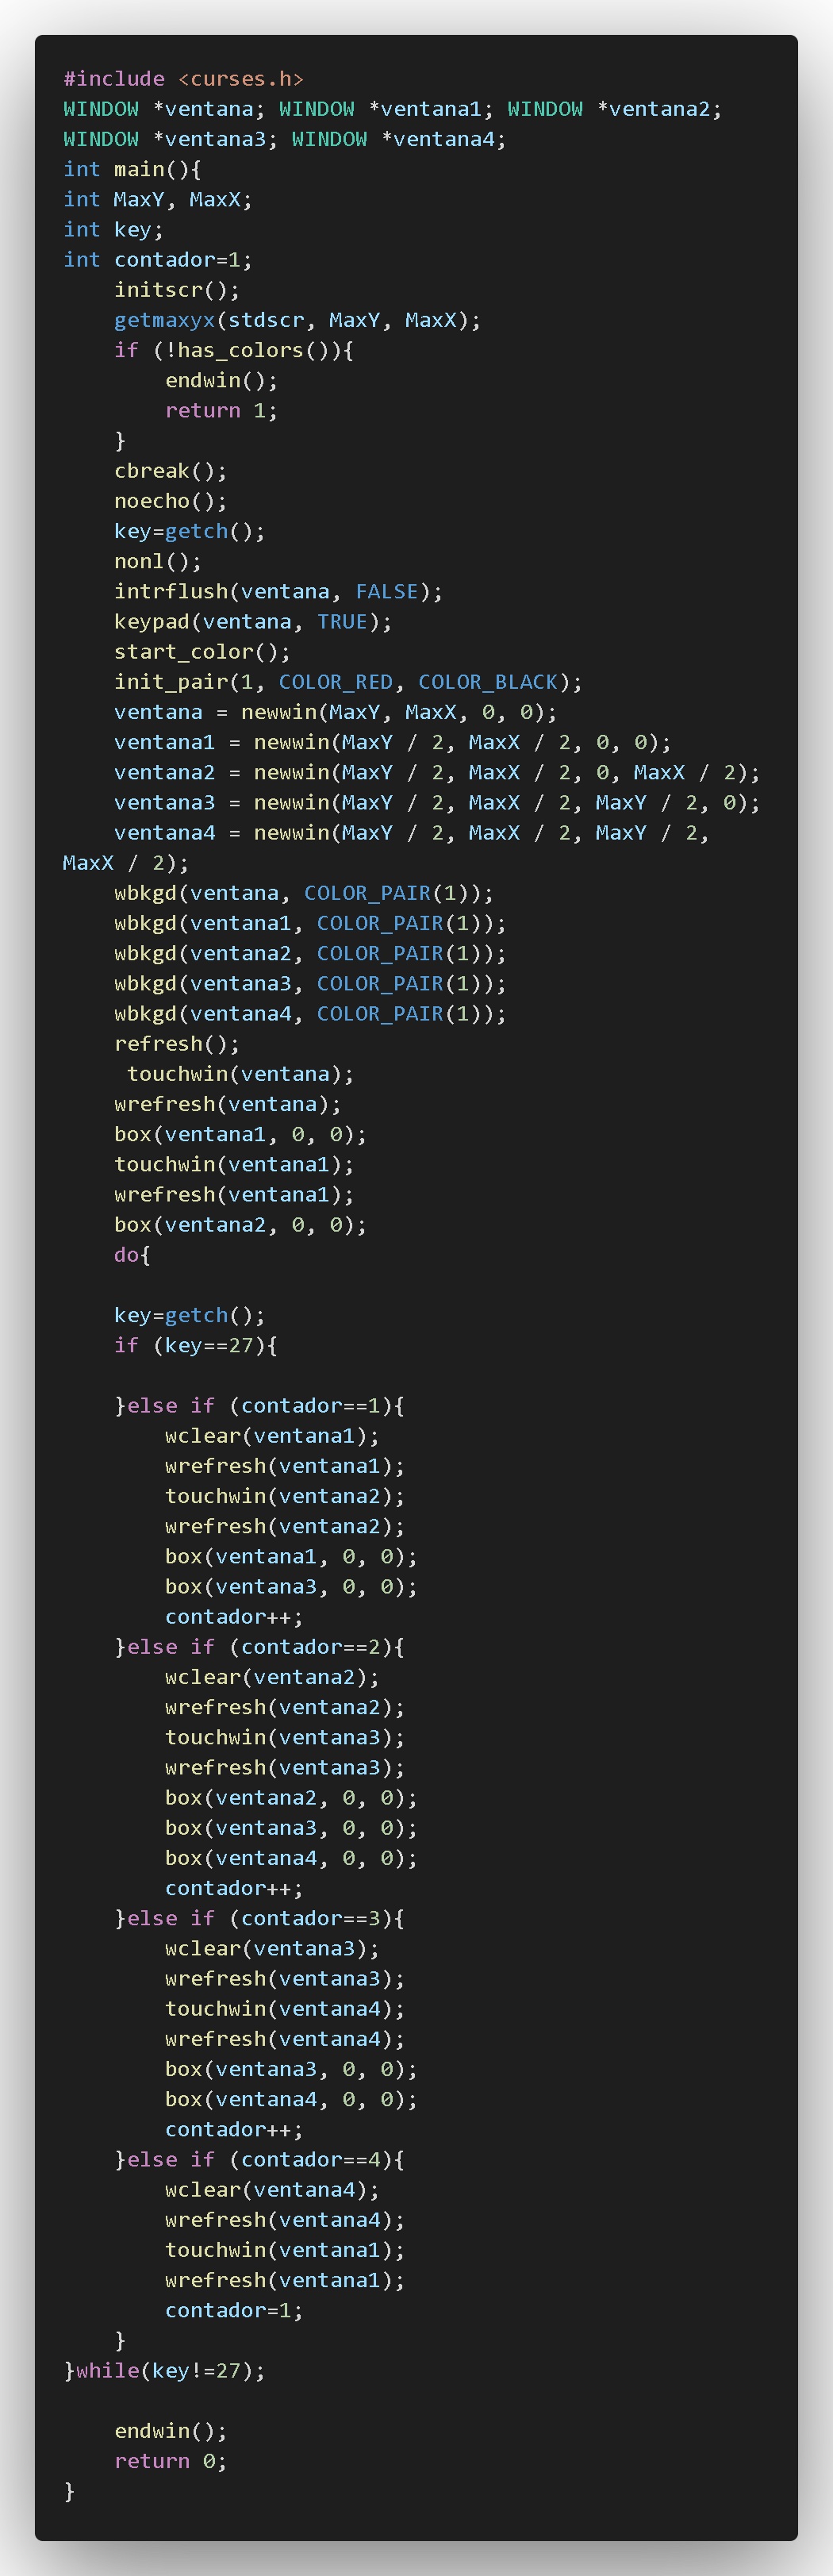 #include <curses.h>
WINDOW *ventana; WINDOW *ventana1; WINDOW *ventana2;
WINDOW *ventana3; WINDOW *ventana4;
int main(){
int MaxY, MaxX;
int key;
int contador=1;
    initscr();
    getmaxyx(stdscr, MaxY, MaxX);
    if (!has_colors()){
        endwin();
        return 1;
    }
    cbreak();
    noecho();
    key=getch();
    nonl();
    intrflush(ventana, FALSE);
    keypad(ventana, TRUE);
    start_color();
    init_pair(1, COLOR_RED, COLOR_BLACK);
    ventana = newwin(MaxY, MaxX, 0, 0);
    ventana1 = newwin(MaxY / 2, MaxX / 2, 0, 0);
    ventana2 = newwin(MaxY / 2, MaxX / 2, 0, MaxX / 2);
    ventana3 = newwin(MaxY / 2, MaxX / 2, MaxY / 2, 0);
    ventana4 = newwin(MaxY / 2, MaxX / 2, MaxY / 2,
MaxX / 2);
    wbkgd(ventana, COLOR_PAIR(1));
    wbkgd(ventana1, COLOR_PAIR(1));
    wbkgd(ventana2, COLOR_PAIR(1));
    wbkgd(ventana3, COLOR_PAIR(1));
    wbkgd(ventana4, COLOR_PAIR(1));
    refresh();
     touchwin(ventana);
    wrefresh(ventana);
    box(ventana1, 0, 0);
    touchwin(ventana1);
    wrefresh(ventana1);
    box(ventana2, 0, 0);
    do{
    key=getch();
    if (key==27){
    }else if (contador==1){
        wclear(ventana1);
        wrefresh(ventana1);
        touchwin(ventana2);
        wrefresh(ventana2);
        box(ventana1, 0, 0);
        box(ventana3, 0, 0);
        contador++;
    }else if (contador==2){
        wclear(ventana2);
        wrefresh(ventana2);
        touchwin(ventana3);
        wrefresh(ventana3);
        box(ventana2, 0, 0);
        box(ventana3, 0, 0);
        box(ventana4, 0, 0);
        contador++;
    }else if (contador==3){
        wclear(ventana3);
        wrefresh(ventana3);
        touchwin(ventana4);
        wrefresh(ventana4);
        box(ventana3, 0, 0);
        box(ventana4, 0, 0);
        contador++;
    }else if (contador==4){
        wclear(ventana4);
        wrefresh(ventana4);
        touchwin(ventana1);
        wrefresh(ventana1);
        contador=1;
    }
}while(key!=27);
    endwin();
    return 0;
}